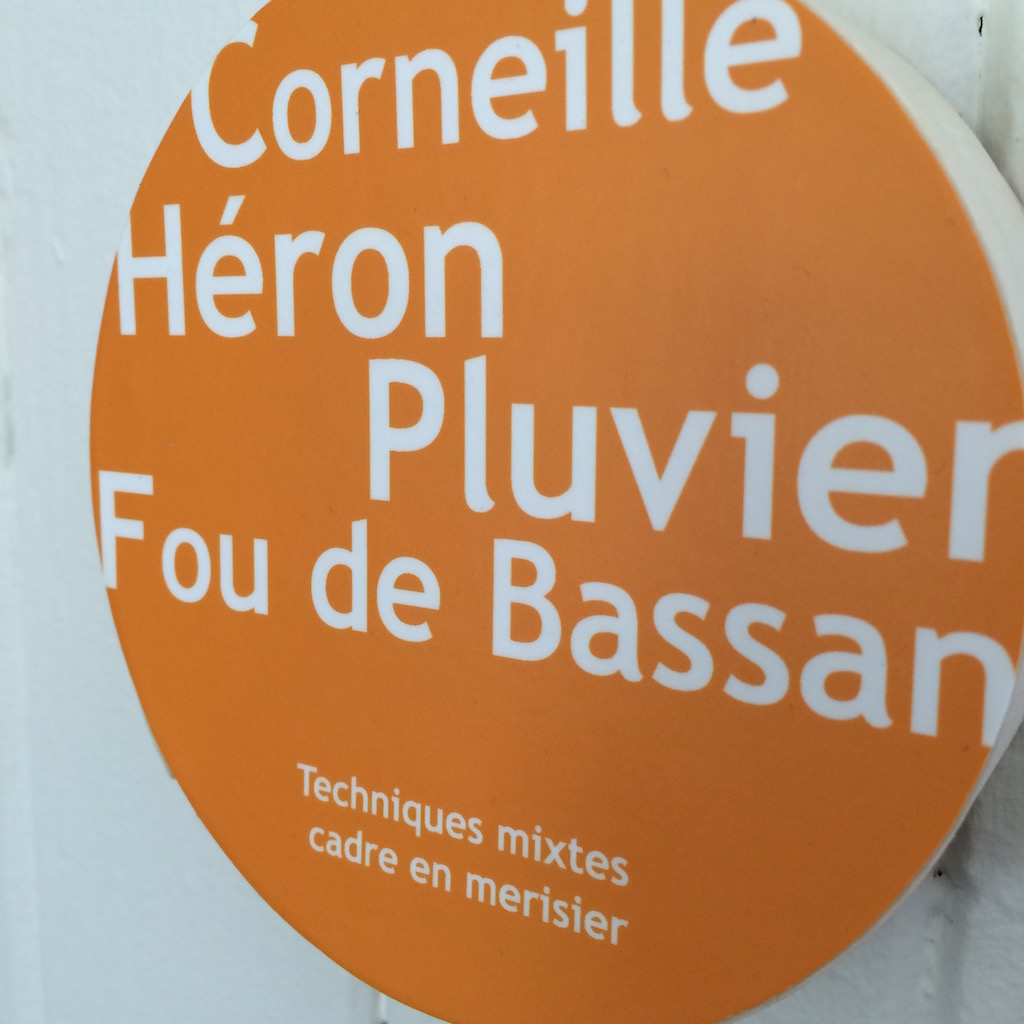 Corneille
Héron
Pluvier
Fou de Bassan
Techniques mixtes
cadre en merisier